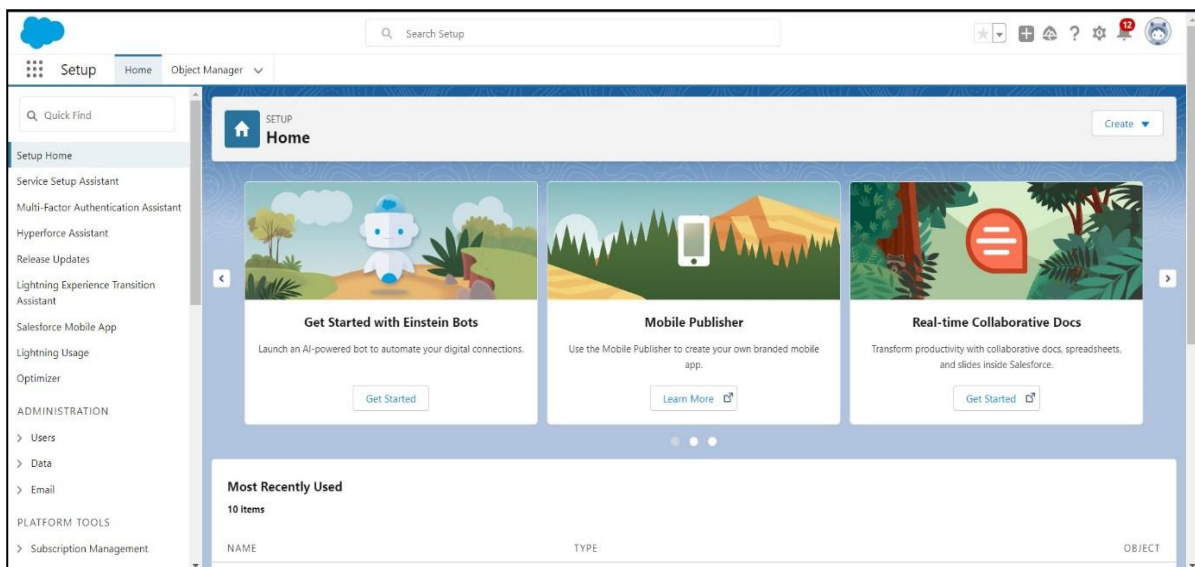 Search Setup
12
Setup
Home
Object Manager
Quick Find
Setup Home
Service Setup Assistant
Multi-Factor Authentication Assistant
Hyperforce Assistant
Release Updates
Lightning Experience Transition
Assistant
Salesforce Mobile App
Lightning Usage
Optimizer
ADMINISTRATION
Users
Data
Email
PLATFORM TOOLS
Subscription Management
SETUP
Home
Create
Get Started with Einstein Bots
Launch an AI-powered bot to automate your digital connections.
Get Started
Mobile Publisher
Use the Mobile Publisher to create your own branded mobile
app.
Learn More
Real-time Collaborative Docs
Transform productivity with collaborative docs, spreadsheets,
and slides inside Salesforce.
Get Started
Most Recently Used
10 items
NAME TYPE OBJECT